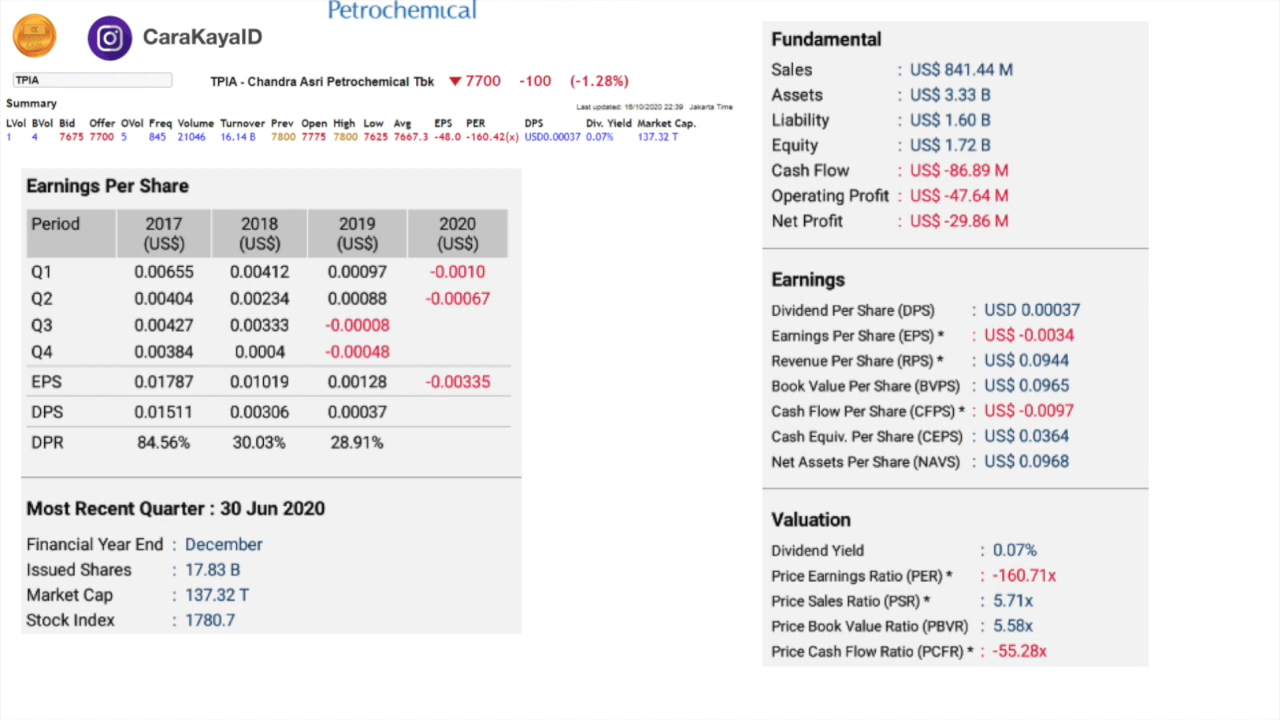 Petrochemical
CaraKayaID
TPIA
TPIA - Chandra Asri Petrochemical Tbk ▼ 7700 -100 (-1.28%)
Summary
Last updated: 16/10/2020 22:39 Jakarta Time
LVol BVol Bid Offer OVol Freq Volume Turnover Prev Open High Low Avg EPS PER DPS Div. Yield Market Cap.
1 4 7675 7700 5 845 21046 16.14 B 7800 7775 7800 7625 7667.3 -48.0 -160.42(x) USD0.00037 0.07% 137.32 T
Earnings Per Share
Period 2017 2018 2019 2020
(US$) (US$) (US$) (US$)
Q1 0.00655 0.00412 0.00097 -0.0010
Q2 0.00404 0.00234 0.00088 -0.00067
Q3 0.00427 0.00333 -0.00008
Q4 0.00384 0.0004 -0.00048
EPS 0.01787 0.01019 0.00128 -0.00335
DPS 0.01511 0.00306 0.00037
DPR 84.56% 30.03% 28.91%
Most Recent Quarter : 30 Jun 2020
Financial Year End : December
Issued Shares : 17.83 B
Market Cap : 137.32 T
Stock Index : 1780.7
Fundamental
Sales : US$ 841.44 M
Assets : US$ 3.33 B
Liability : US$ 1.60 B
Equity : US$ 1.72 B
Cash Flow : US$ -86.89 M
Operating Profit : US$ -47.64 M
Net Profit : US$ -29.86 M
Earnings
Dividend Per Share (DPS) : USD 0.00037
Earnings Per Share (EPS) * : US$ -0.0034
Revenue Per Share (RPS) * : US$ 0.0944
Book Value Per Share (BVPS) : US$ 0.0965
Cash Flow Per Share (CFPS) * : US$ -0.0097
Cash Equiv. Per Share (CEPS) : US$ 0.0364
Net Assets Per Share (NAVS) : US$ 0.0968
Valuation
Dividend Yield : 0.07%
Price Earnings Ratio (PER) * : -160.71x
Price Sales Ratio (PSR) * : 5.71x
Price Book Value Ratio (PBVR) : 5.58x
Price Cash Flow Ratio (PCFR) * : -55.28x